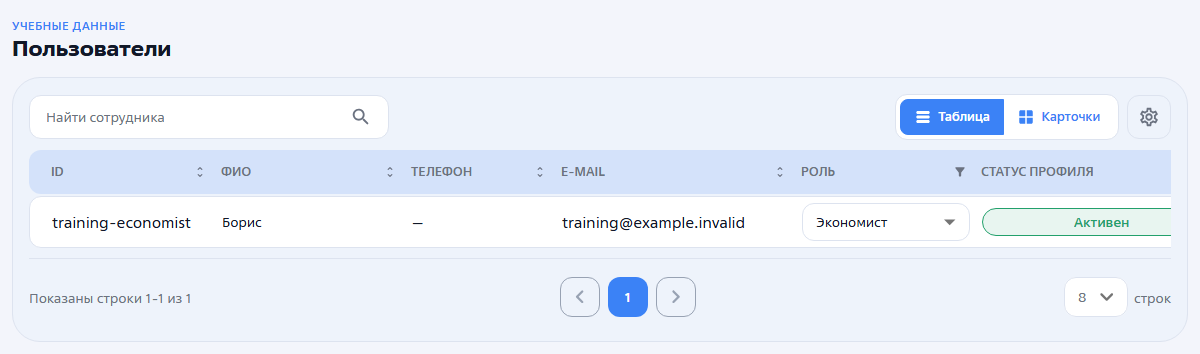 УЧЕБНЫЕ ДАННЫЕ
Пользователи
Найти сотрудника
Таблица Карточки
ID ФИО ТЕЛЕФОН E-MAIL РОЛЬ СТАТУС ПРОФИЛЯ
training-economist Борис — training@example.invalid Экономист Активен
Показаны строки 1-1 из 1 1 8 строк